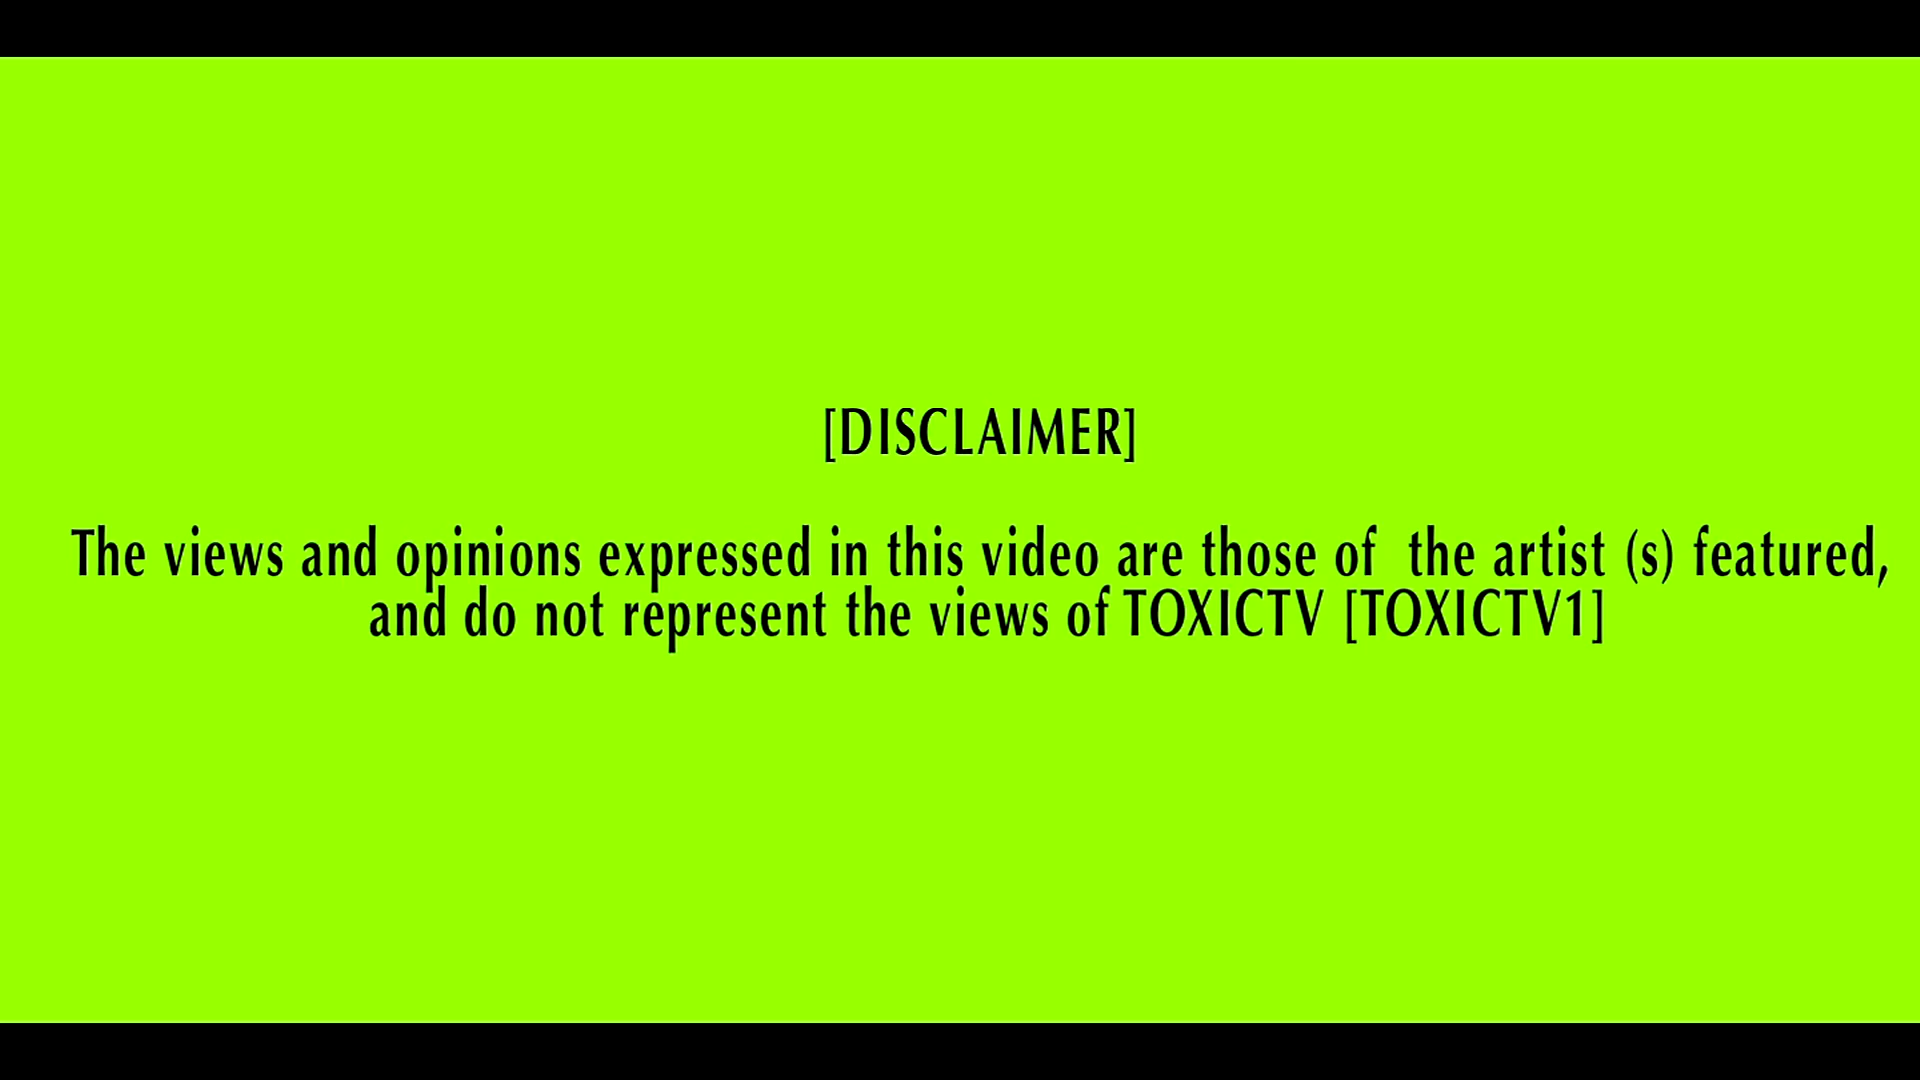 [DISCLAIMER]
The views and opinions expressed in this video are those of  the artist (s) featured,
and do not represent the views of TOXICTV [TOXICTV1]